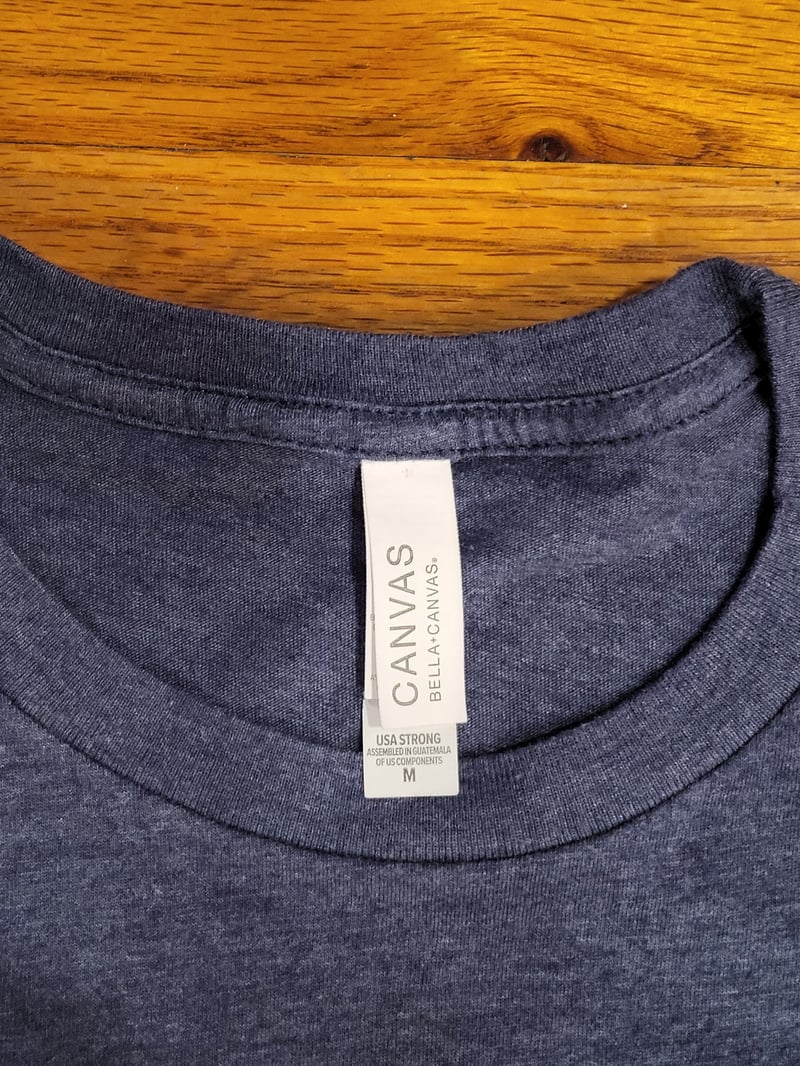 CANVAS
BELLA+CANVAS®
USA STRONG
ASSEMBLED IN GUATEMALA
OF US COMPONENTS
M